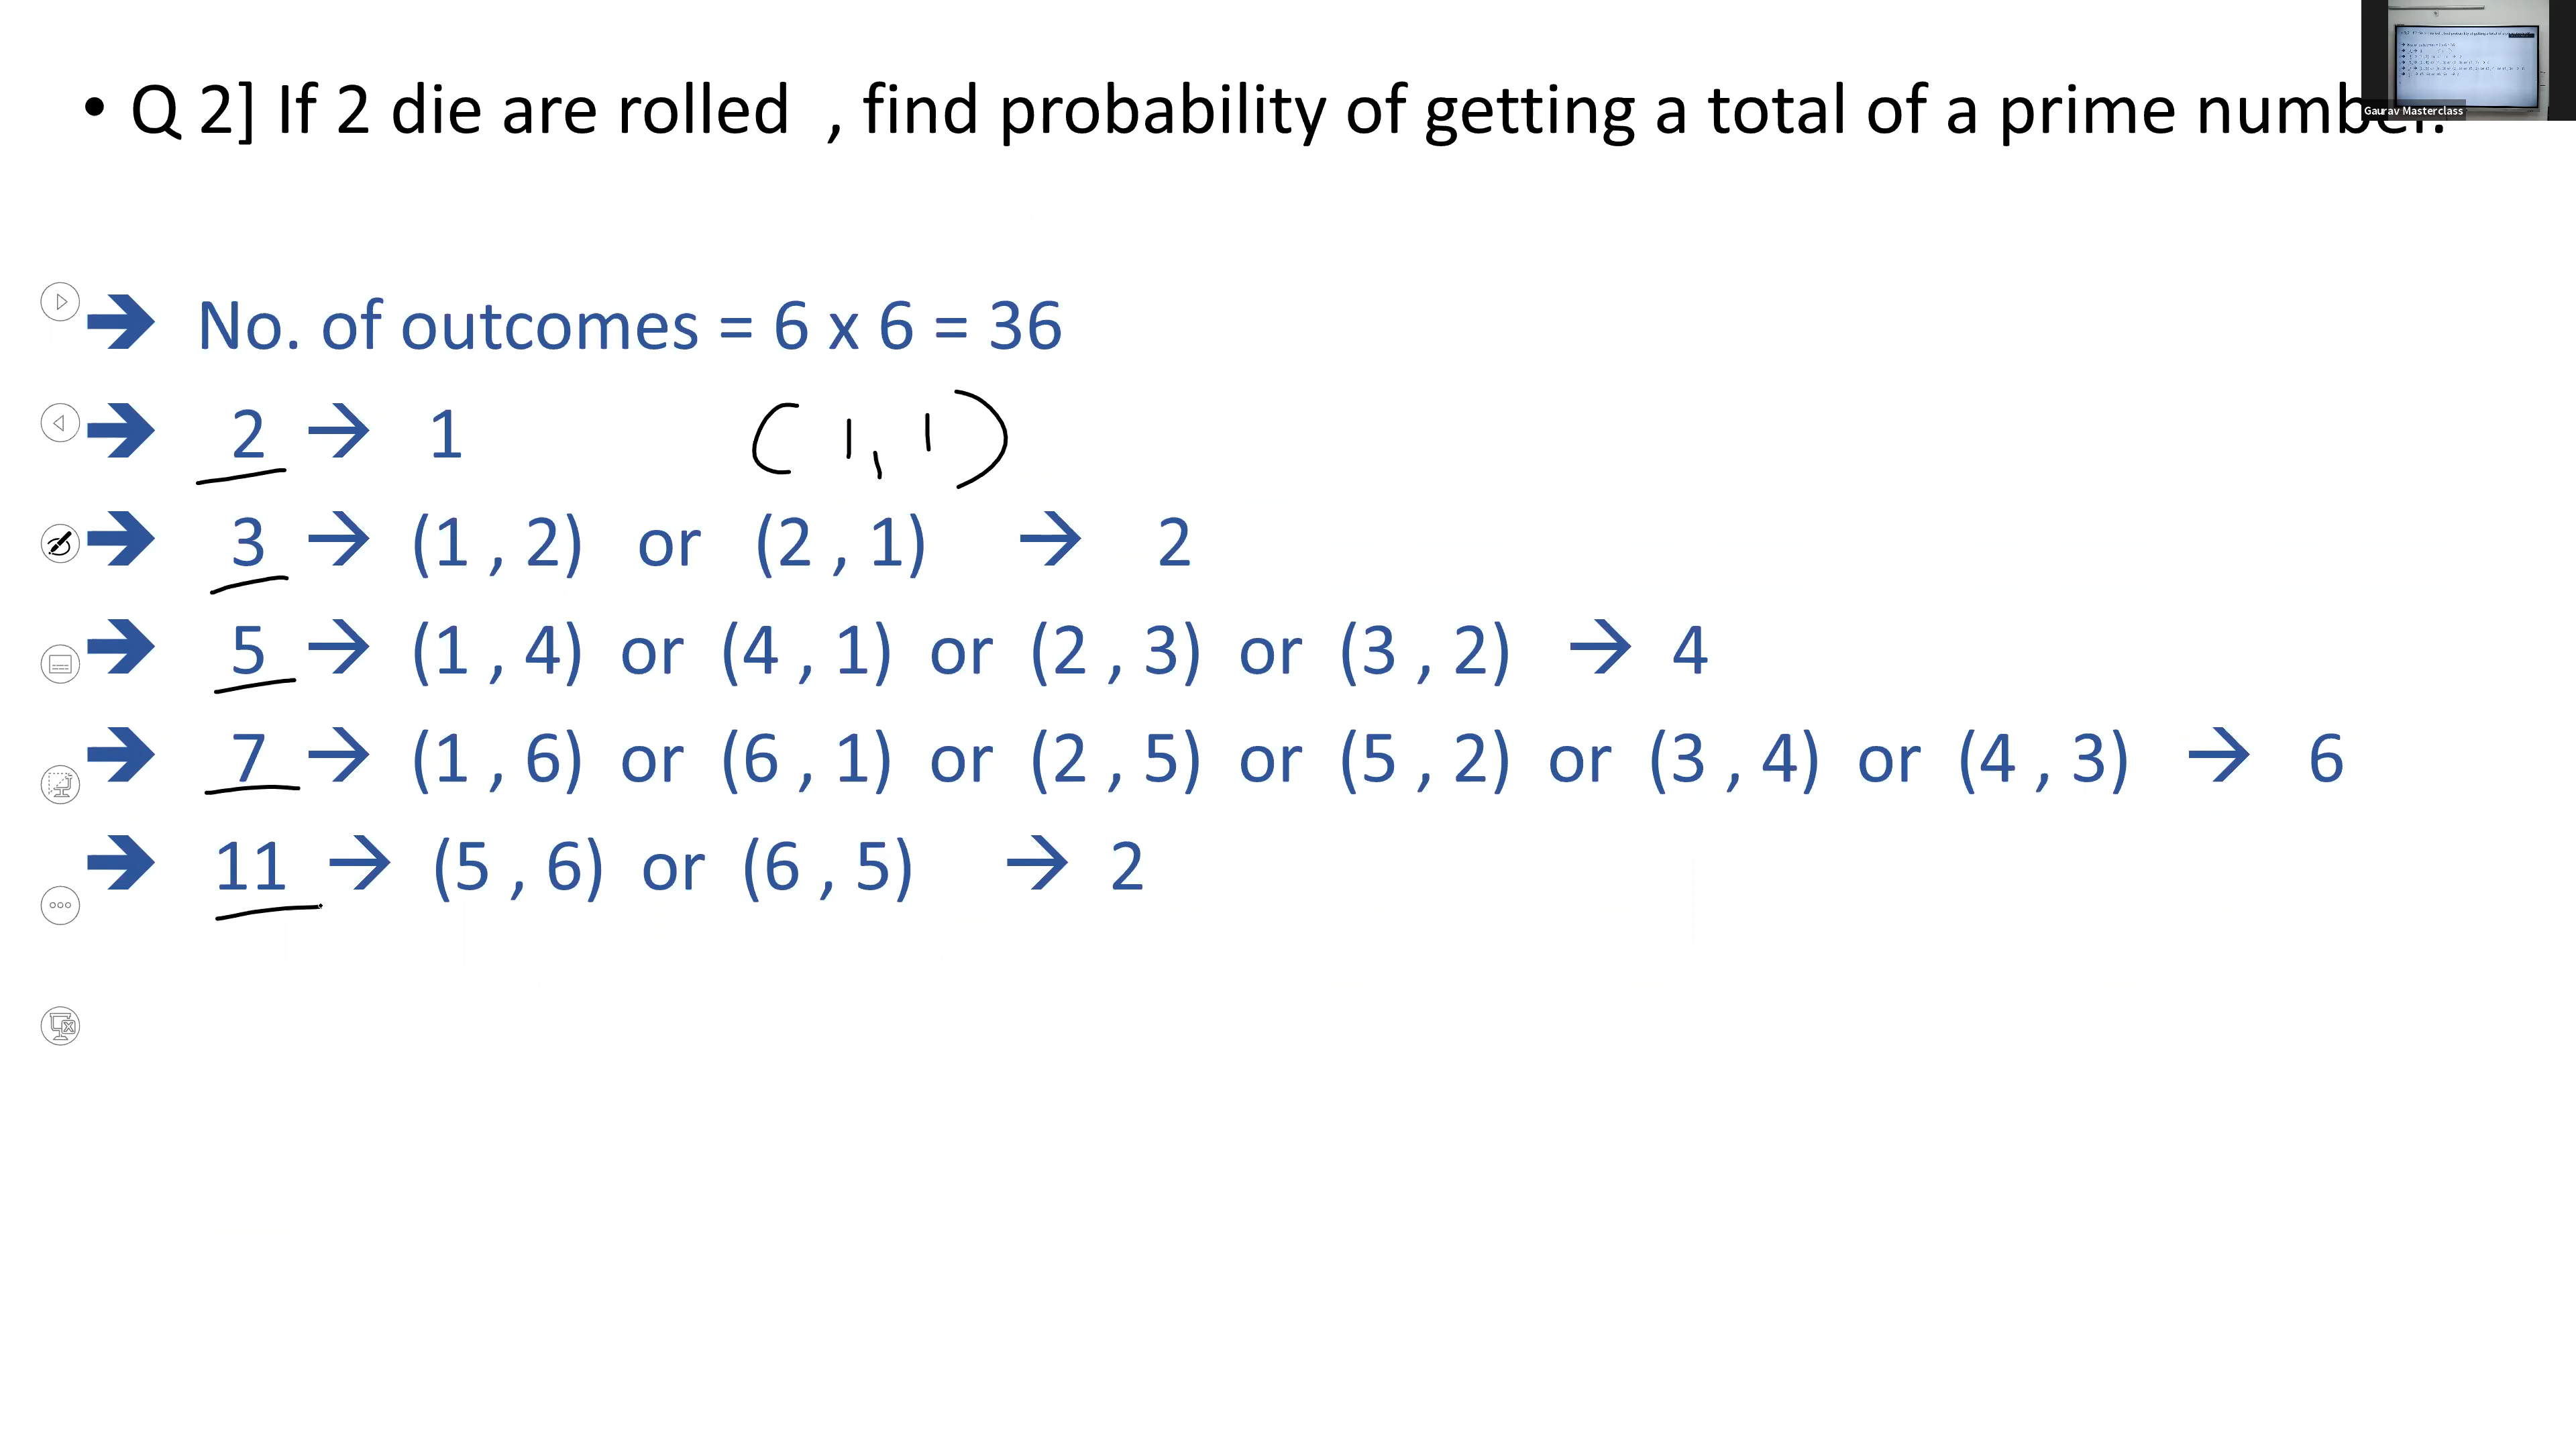 • Q 2] If 2 die are rolled , find probability of getting a total of a prime number.
Gaurav Masterclass
➔ No. of outcomes = 6 x 6 = 36
➔ 2 → 1 (1,1)
➔ 3 → (1 , 2) or (2 , 1) → 2
➔ 5 → (1 , 4) or (4 , 1) or (2 , 3) or (3 , 2) → 4
➔ 7 → (1 , 6) or (6 , 1) or (2 , 5) or (5 , 2) or (3 , 4) or (4 , 3) → 6
➔ 11 → (5 , 6) or (6 , 5) → 2